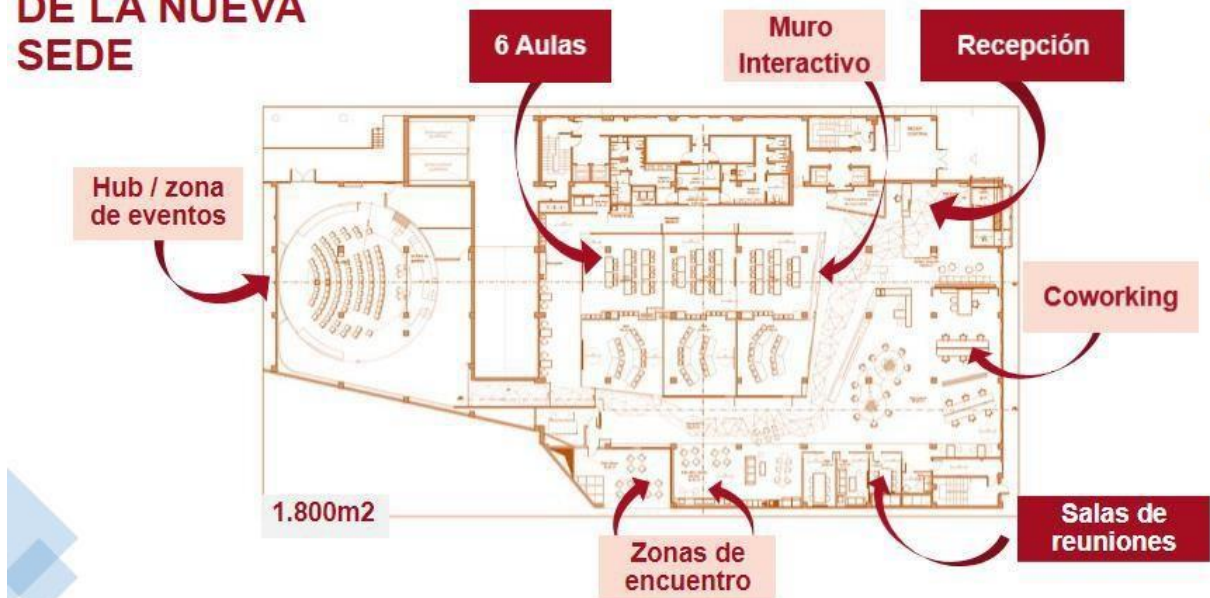 DE LA NUEVA
SEDE
6 Aulas
Muro
Interactivo
Recepción
Hub / zona
de eventos
Coworking
1.800m2
Zonas de
encuentro
Salas de
reuniones